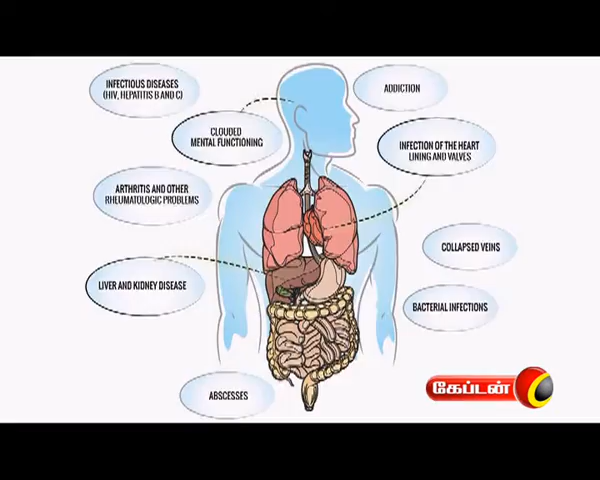 INFECTIOUS DISEASES
(HIV, HEPATITIS B AND C)
ADDICTION
CLOUDED
MENTAL FUNCTIONING
INFECTION OF THE HEART
LINING AND VALVES
ARTHRITIS AND OTHER
RHEUMATOLOGIC PROBLEMS
COLLAPSED VEINS
LIVER AND KIDNEY DISEASE
BACTERIAL INFECTIONS
ABSCESSES
கேப்டன்